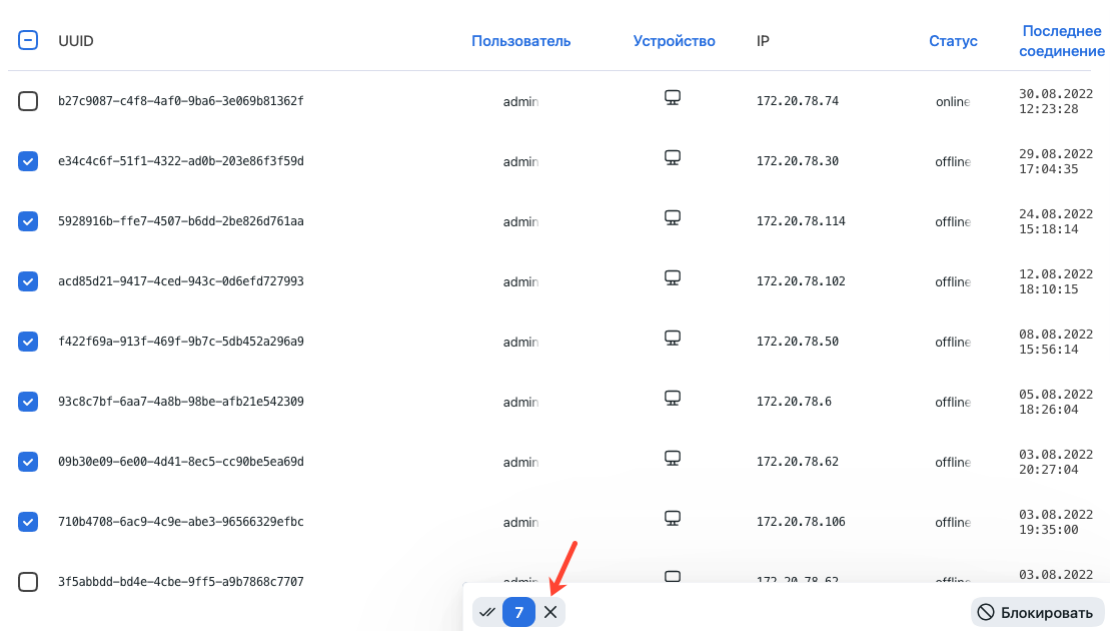 UUID Пользователь Устройство IP Статус Последнее соединение
b27c9087-c4f8-4af0-9ba6-3e069b81362f admin 172.20.78.74 online 30.08.2022 12:23:28
e34c4c6f-51f1-4322-ad0b-203e86f3f59d admin 172.20.78.30 offline 29.08.2022 17:04:35
5928916b-ffe7-4507-b6dd-2be826d761aa admin 172.20.78.114 offline 24.08.2022 15:18:14
acd85d21-9417-4ced-943c-0d6efd727993 admin 172.20.78.102 offline 12.08.2022 18:10:15
f422f69a-913f-469f-9b7c-5db452a296a9 admin 172.20.78.50 offline 08.08.2022 15:56:14
93c8c7bf-6aa7-4a8b-98be-afb21e542309 admin 172.20.78.6 offline 05.08.2022 18:26:04
09b30e09-6e00-4d41-8ec5-cc90be5ea69d admin 172.20.78.62 offline 03.08.2022 20:27:04
710b4708-6ac9-4c9e-abe3-96566329efbc admin 172.20.78.106 offline 03.08.2022 19:35:00
3f5abbdd-bd4e-4cbe-9ff5-a9b7868c7707 admin 172.20.78.62 offline 03.08.2022
7 Блокировать